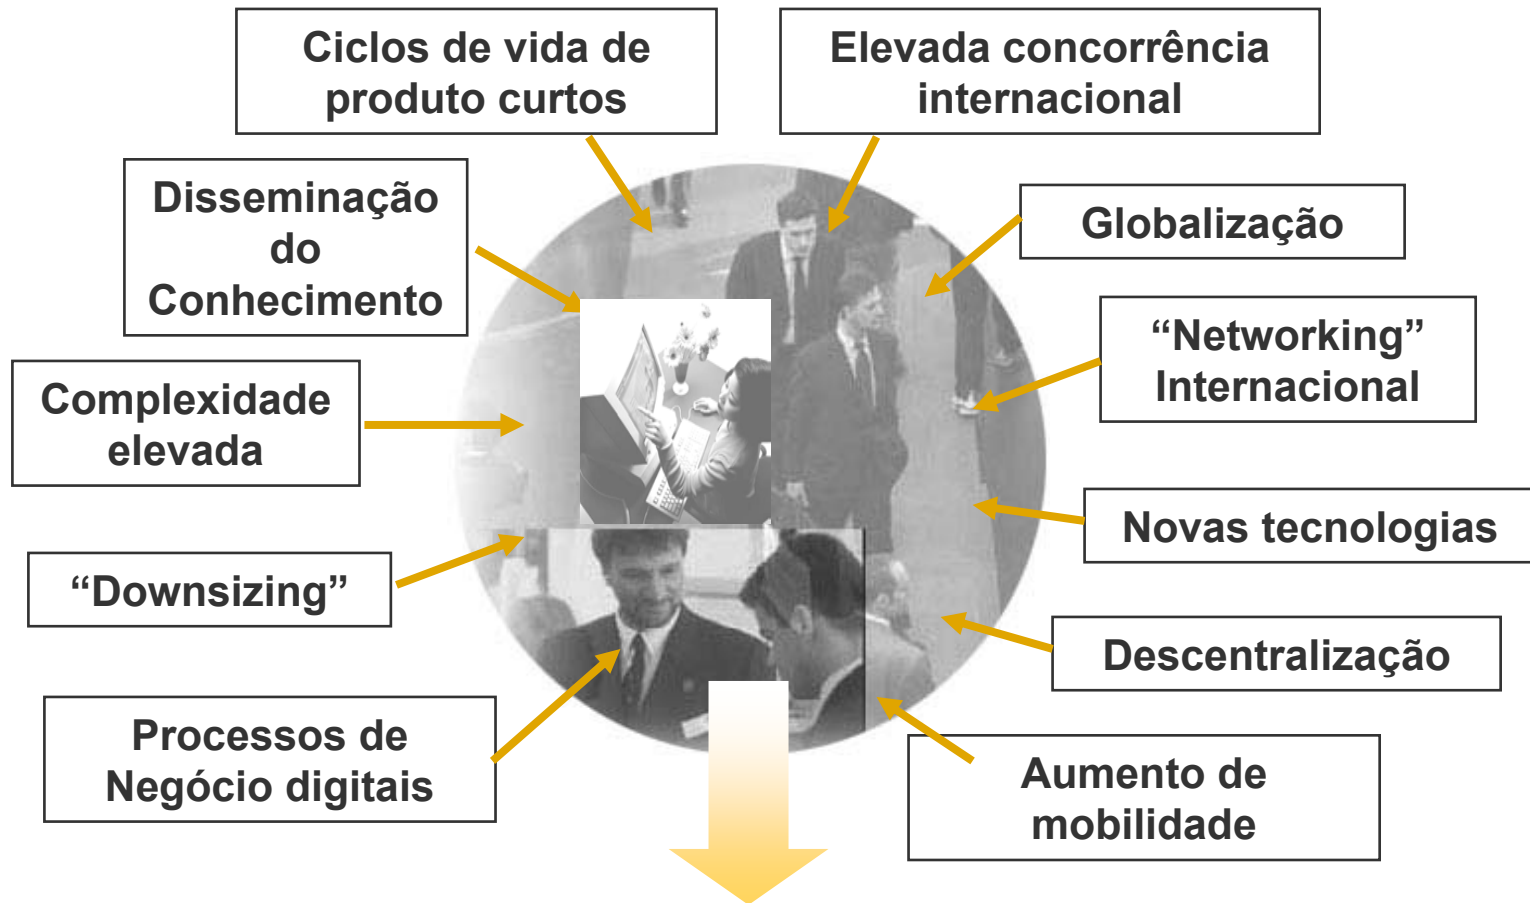 Ciclos de vida de
produto curtos
Elevada concorrência
internacional
Disseminação
do
Conhecimento
Globalização
“Networking”
Internacional
Complexidade
elevada
Novas tecnologias
“Downsizing”
Descentralização
Processos de
Negócio digitais
Aumento de
mobilidade